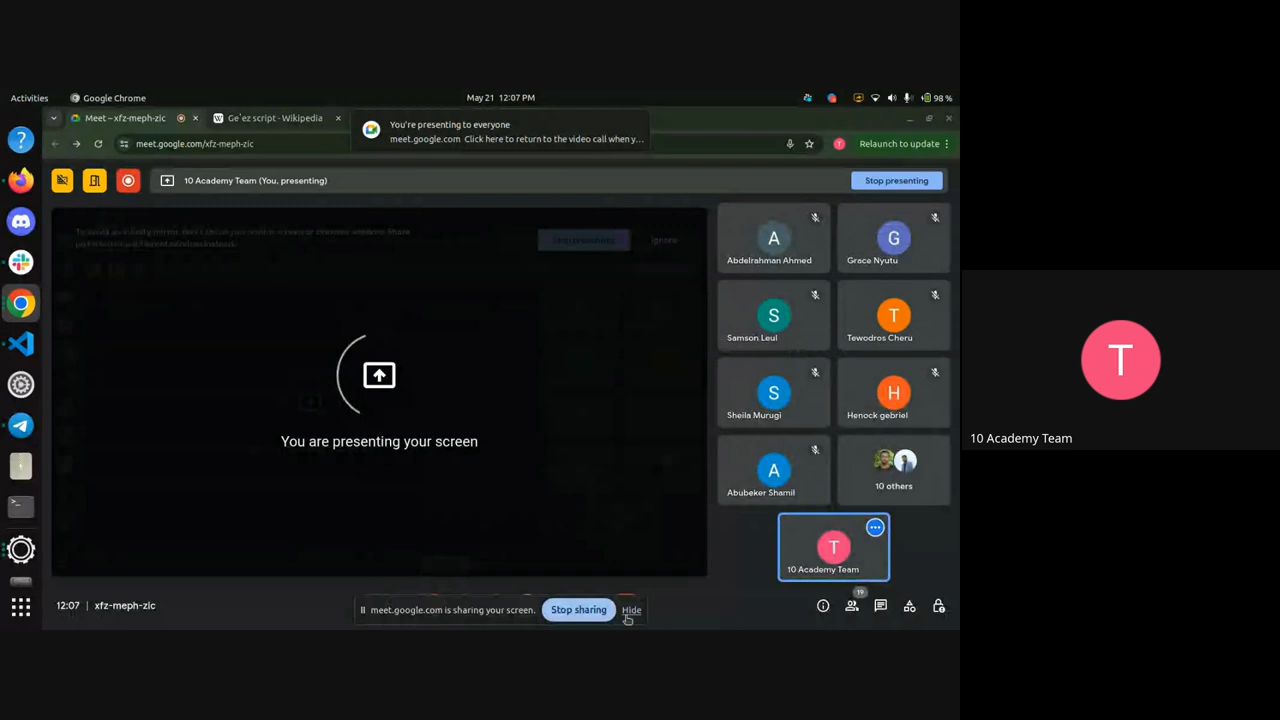 Activities
Google Chrome
May 21 12:07 PM
98 %
Meet – xfz-meph-zic
Ge`ez script - Wikipedia
You're presenting to everyone
meet.google.com Click here to return to the video call when y...
meet.google.com/xfz-meph-zic
Relaunch to update
10 Academy Team (You, presenting)
Stop presenting
A
Abdelrahman Ahmed
G
Grace Nyutu
Ignore
S
Samson Leul
T
Tewodros Cheru
You are presenting your screen
S
Sheila Murugi
H
Henock gebriel
A
Abubeker Shamil
10 others
T
10 Academy Team
12:07 | xfz-meph-zic
meet.google.com is sharing your screen.
Stop sharing
Hide
19
T
10 Academy Team